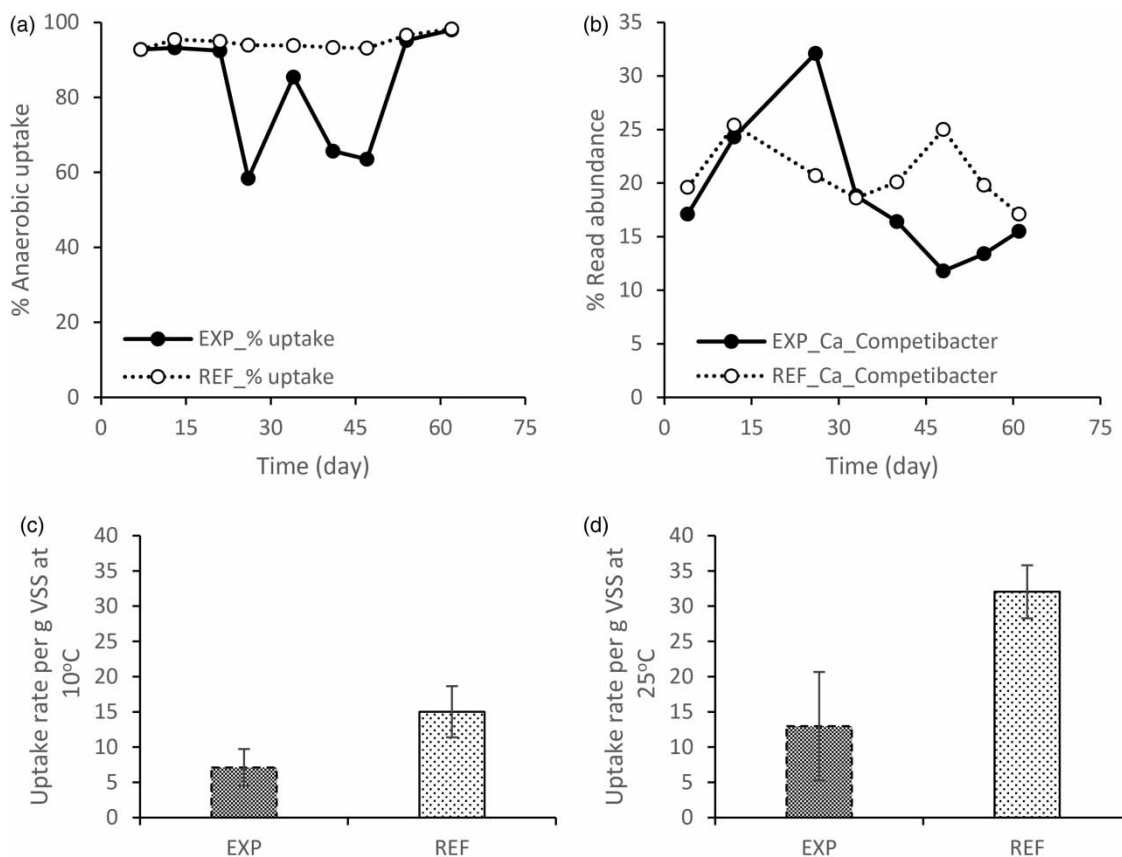 (a)
% Anaerobic uptake
100
80
60
40
20
0
0 15 30 45 60 75
Time (day)
EXP_% uptake
REF_% uptake
(b)
% Read abundance
35
30
25
20
15
10
5
0
0 15 30 45 60 75
Time (day)
EXP_Ca_Competibacter
REF_Ca_Competibacter
(c)
Uptake rate per g VSS at
10°C
40
35
30
25
20
15
10
5
0
EXP REF
(d)
Uptake rate per g VSS at
25°C
40
35
30
25
20
15
10
5
0
EXP REF